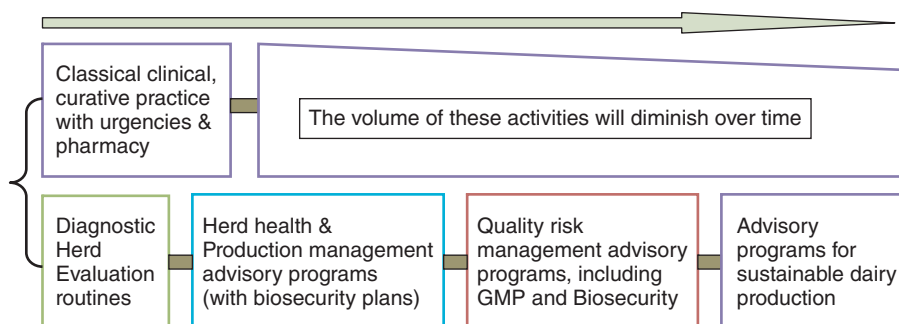 Classical clinical,
curative practice
with urgencies &
pharmacy
The volume of these activities will diminish over time
Diagnostic
Herd
Evaluation
routines
Herd health &
Production management
advisory programs
(with biosecurity plans)
Quality risk
management advisory
programs, including
GMP and Biosecurity
Advisory
programs for
sustainable dairy
production